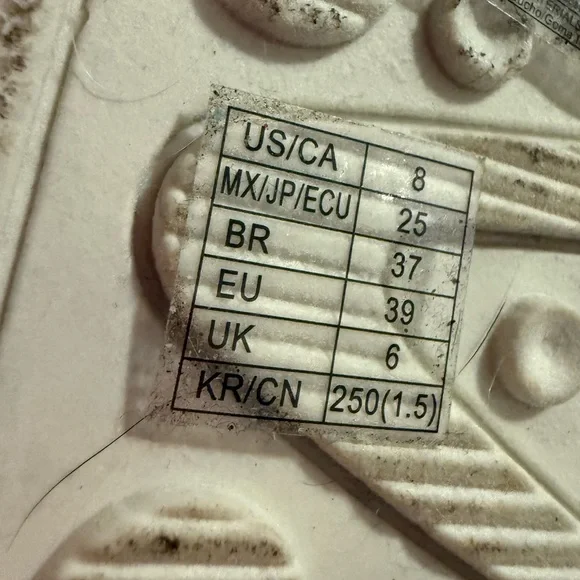 US/CA 8
MX/JP/ECU 25
BR 37
EU 39
UK 6
KR/CN 250(1.5)